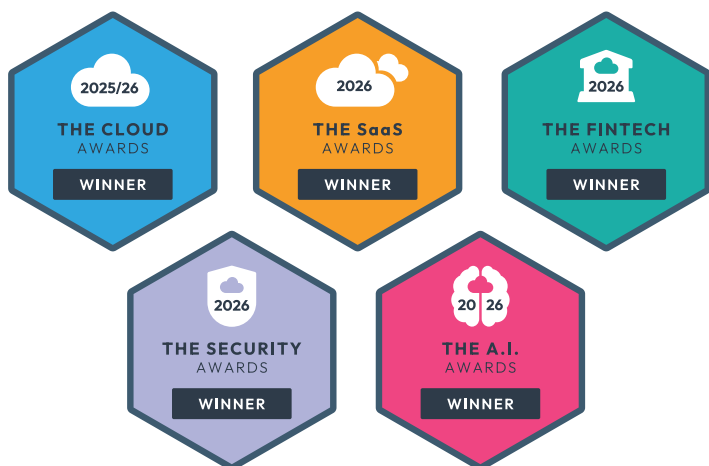 2025/26
THE CLOUD
AWARDS
WINNER
2026
THE SaaS
AWARDS
WINNER
2026
THE FINTECH
AWARDS
WINNER
2026
THE SECURITY
AWARDS
WINNER
20 26
THE A.I.
AWARDS
WINNER